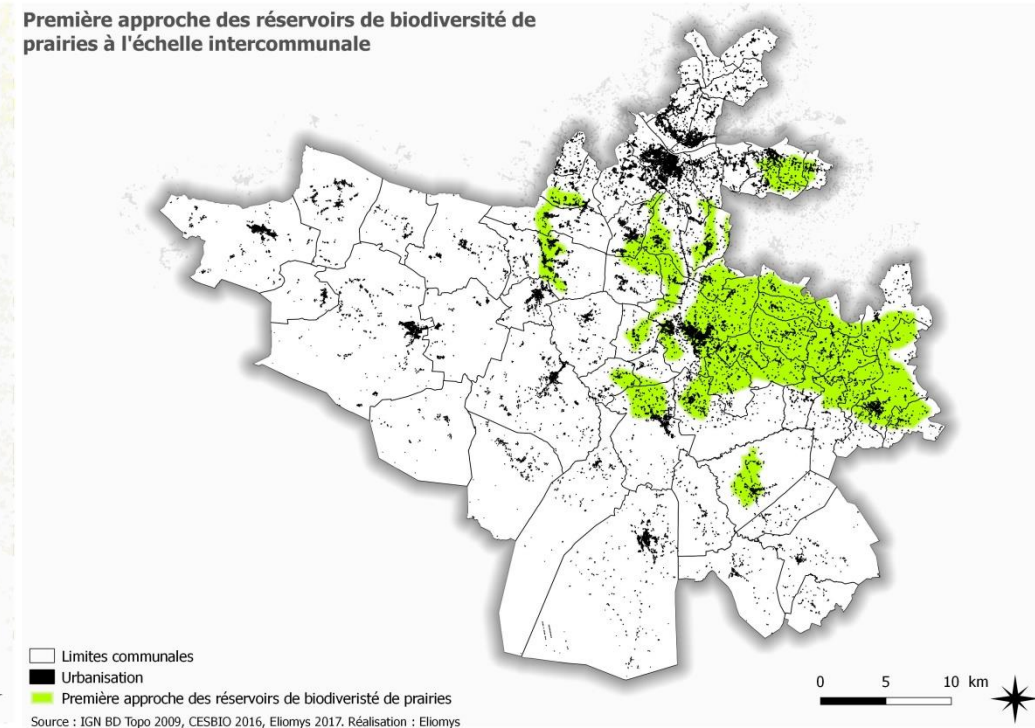 Première approche des réservoirs de biodiversité de
prairies à l'échelle intercommunale
Limites communales
Urbanisation
Première approche des réservoirs de biodiveristé de prairies
0 5 10 km
Source : IGN BD Topo 2009, CESBIO 2016, Eliomys 2017. Réalisation : Eliomys